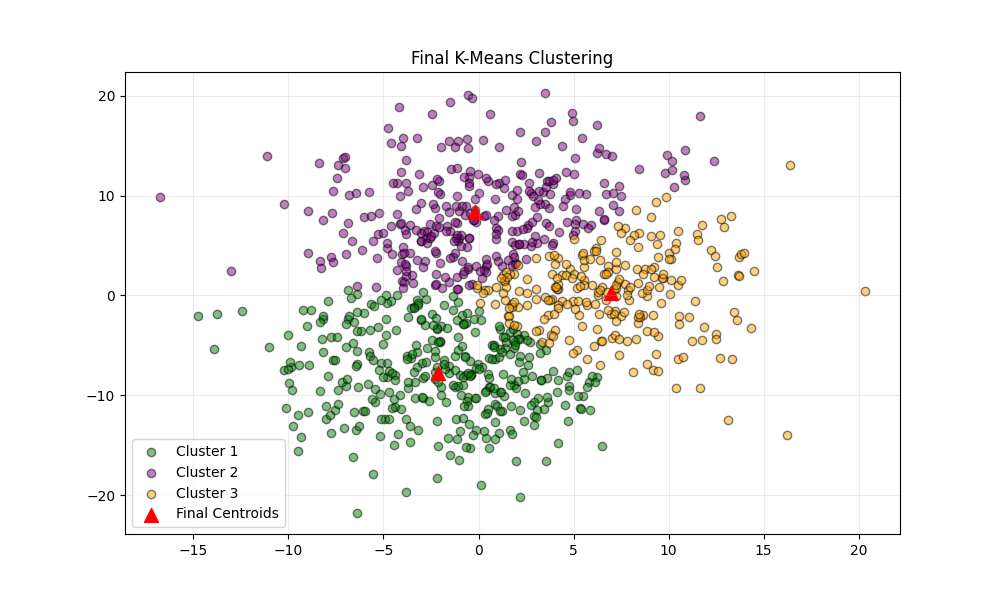 Final K-Means Clustering
20
10
0
−10
−20
Cluster 1
Cluster 2
Cluster 3
Final Centroids
−15
−10
−5
0
5
10
15
20